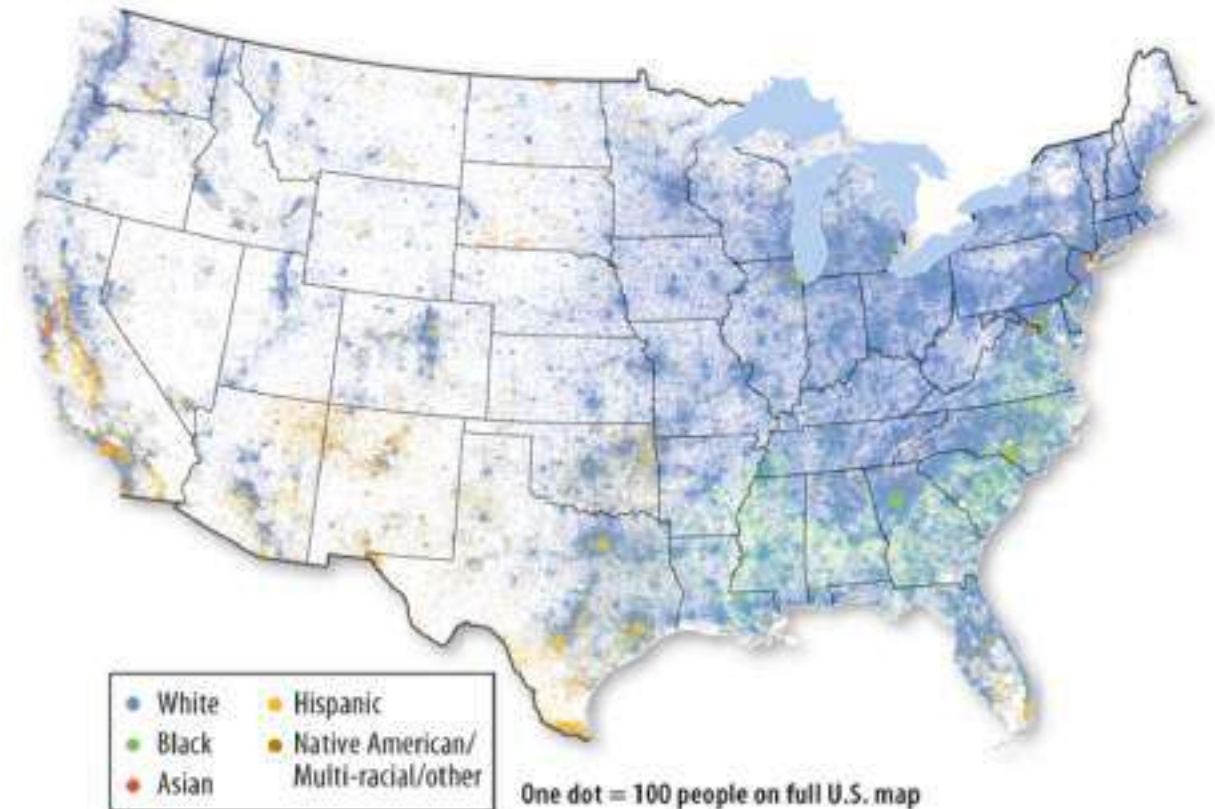 White
Black
Asian
Hispanic
Native American/
Multi-racial/other
One dot = 100 people on full U.S. map